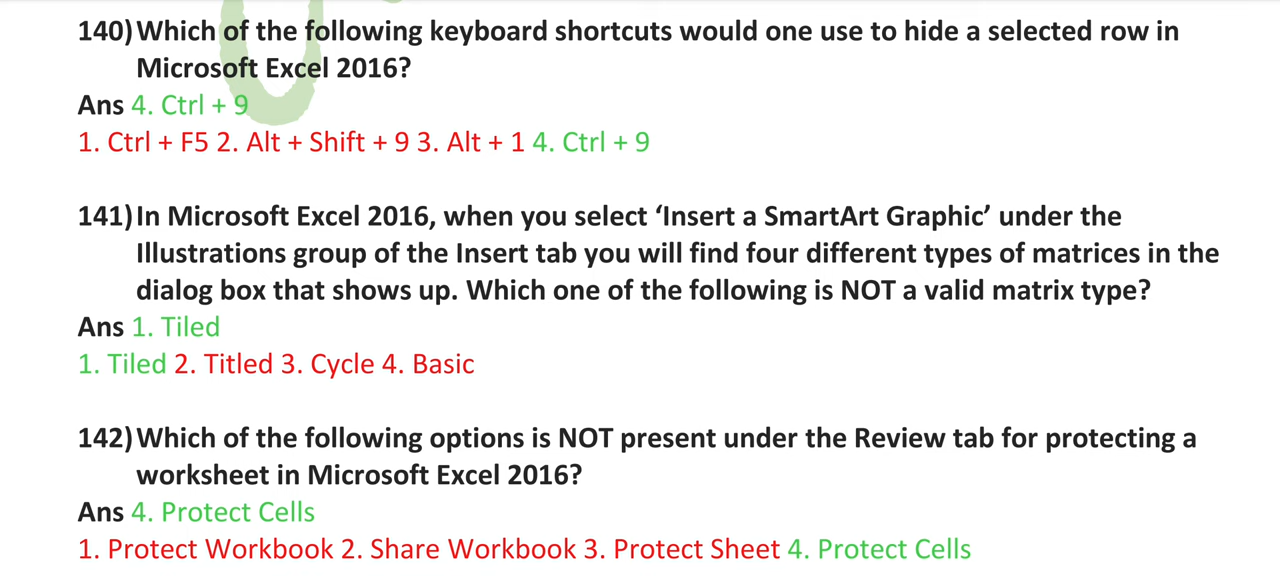 140) Which of the following keyboard shortcuts would one use to hide a selected row in
Microsoft Excel 2016?
Ans 4. Ctrl + 9
1. Ctrl + F5 2. Alt + Shift + 9 3. Alt + 1 4. Ctrl + 9
141) In Microsoft Excel 2016, when you select ‘Insert a SmartArt Graphic’ under the
Illustrations group of the Insert tab you will find four different types of matrices in the
dialog box that shows up. Which one of the following is NOT a valid matrix type?
Ans 1. Tiled
1. Tiled 2. Titled 3. Cycle 4. Basic
142) Which of the following options is NOT present under the Review tab for protecting a
worksheet in Microsoft Excel 2016?
Ans 4. Protect Cells
1. Protect Workbook 2. Share Workbook 3. Protect Sheet 4. Protect Cells